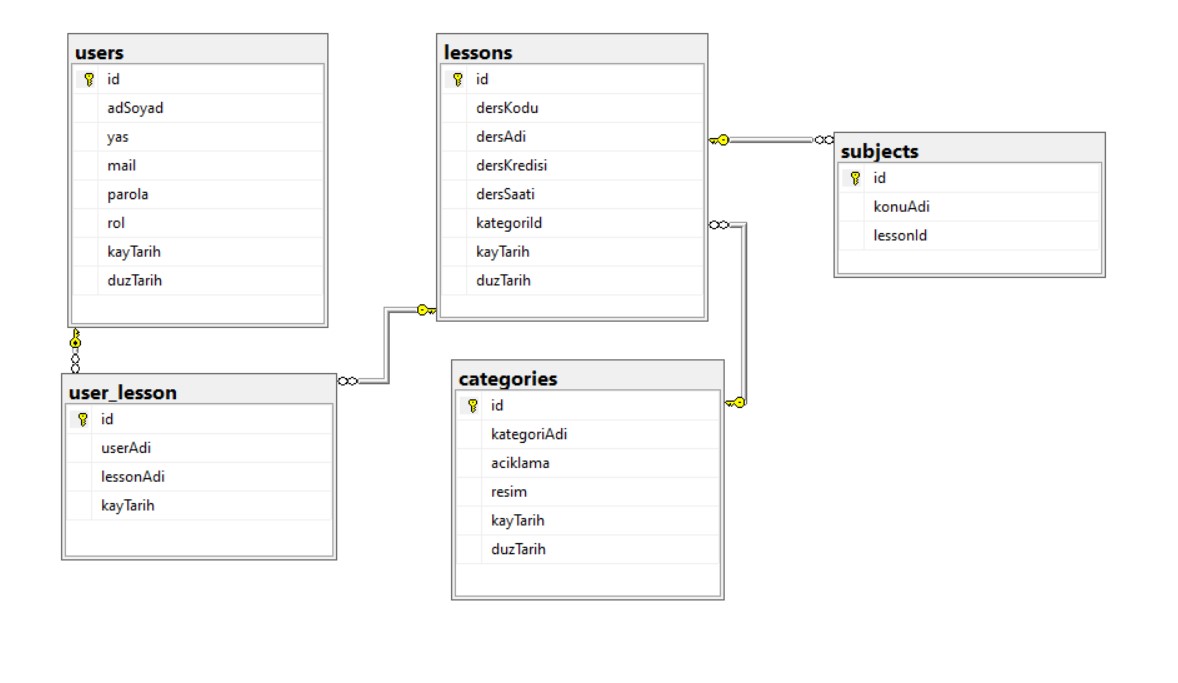 users
id
adSoyad
yas
mail
parola
rol
kayTarih
duzTarih
lessons
id
dersKodu
dersAdi
dersKredisi
dersSaati
kategoriId
kayTarih
duzTarih
subjects
id
konuAdi
lessonId
user_lesson
id
userAdi
lessonAdi
kayTarih
categories
id
kategoriAdi
aciklama
resim
kayTarih
duzTarih